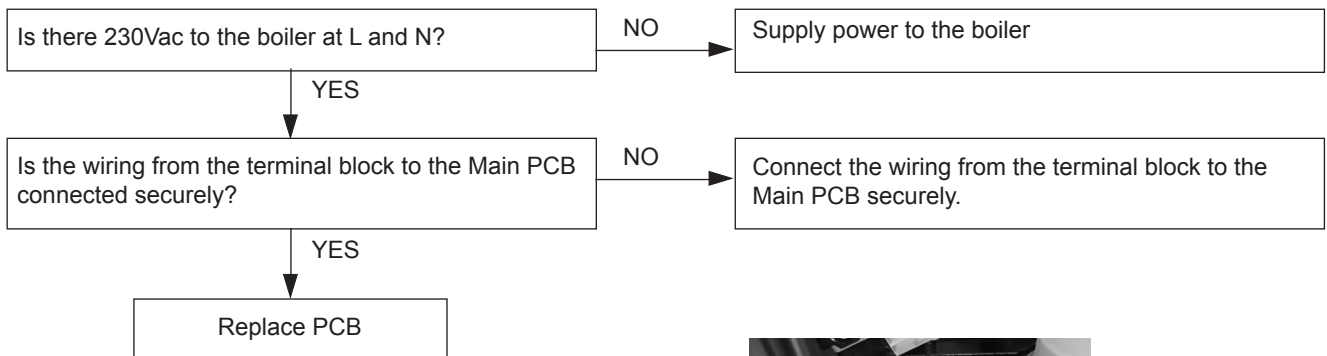 Is there 230Vac to the boiler at L and N?
NO
Supply power to the boiler
YES
Is the wiring from the terminal block to the Main PCB
connected securely?
NO
Connect the wiring from the terminal block to the
Main PCB securely.
YES
Replace PCB